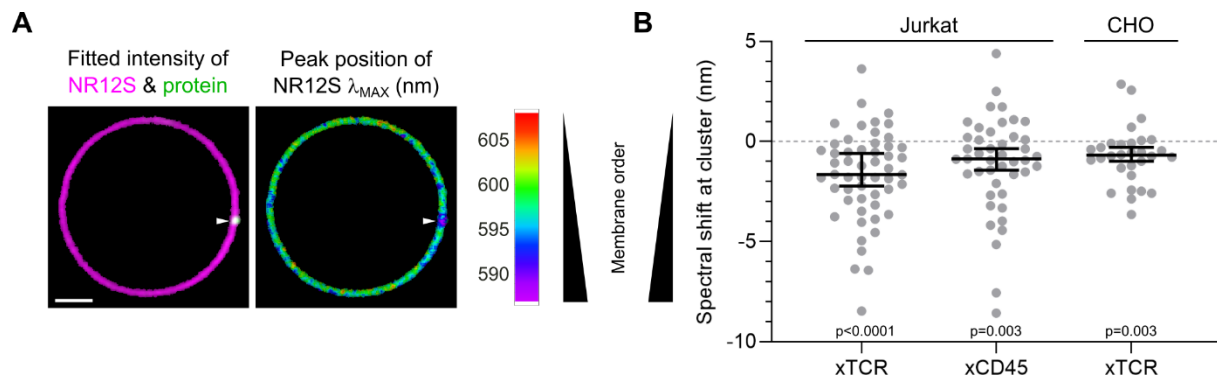 A
Fitted intensity of
NR12S & protein
Peak position of
NR12S λMAX (nm)
605
600
595
590
Membrane order
B
Jurkat
CHO
Spectral shift at cluster (nm)
5
0
-5
-10
p<0.0001
p=0.003
p=0.003
xTCR
xCD45
xTCR